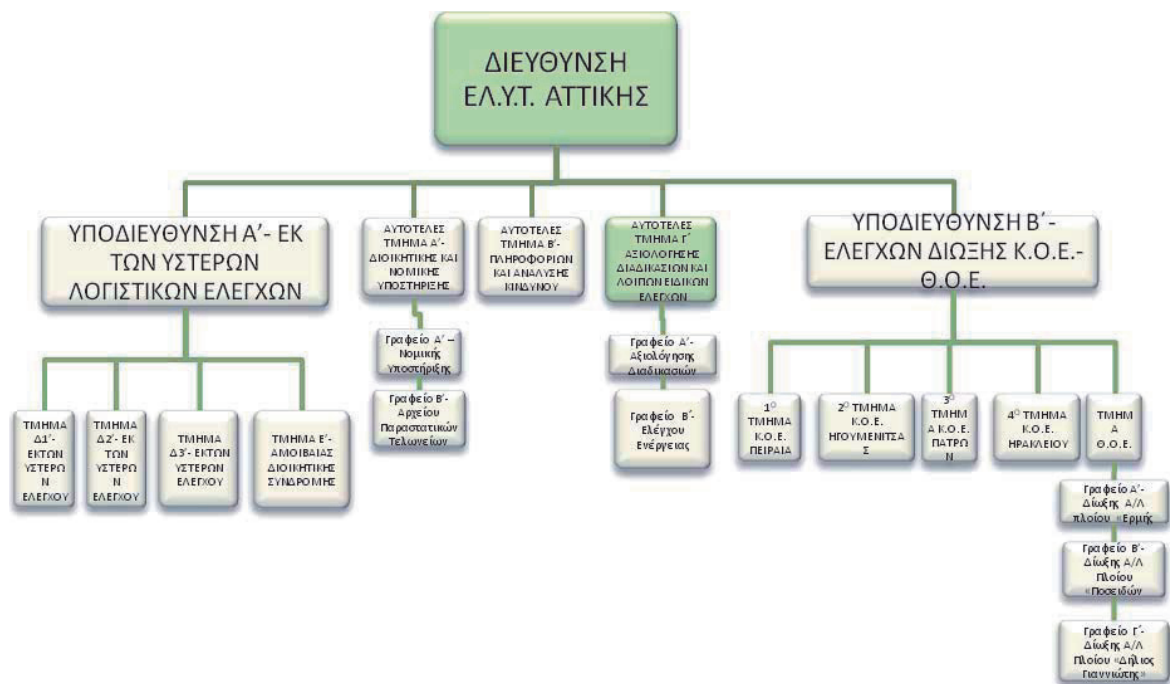 ΔΙΕΥΘΥΝΣΗ
ΕΛ.Υ.Τ. ΑΤΤΙΚΗΣ
ΥΠΟΔΙΕΥΘΥΝΣΗ Α΄- ΕΚ
ΤΩΝ ΥΣΤΕΡΩΝ
ΛΟΓΙΣΤΙΚΩΝ ΕΛΕΓΧΩΝ
ΑΥΤΟΤΕΛΕΣ
ΤΜΗΜΑ Α΄-
ΔΙΟΙΚΗΤΙΚΗΣ ΚΑΙ
ΝΟΜΙΚΗΣ
ΥΠΟΣΤΗΡΙΞΗΣ
ΑΥΤΟΤΕΛΕΣ
ΤΜΗΜΑ Β΄-
ΠΛΗΡΟΦΟΡΙΩΝ
ΚΑΙ ΑΝΑΛΥΣΗΣ
ΚΙΝΔΥΝΟΥ
ΑΥΤΟΤΕΛΕΣ
ΤΜΗΜΑ Γ΄
ΑΞΙΟΛΟΓΗΣΗΣ
ΔΙΑΔΙΚΑΣΙΩΝ ΚΑΙ
ΛΟΙΠΩΝ ΕΙΔΙΚΩΝ
ΕΛΕΓΧΩΝ
ΥΠΟΔΙΕΥΘΥΝΣΗ Β΄-
ΕΛΕΓΧΩΝ ΔΙΩΞΗΣ Κ.Ο.Ε.-
Θ.Ο.Ε.
Γραφείο Α΄ –
Νομικής
Υποστήριξης
Γραφείο Β΄-
Αρχείου
Παραστατικών
Τελωνείων
Γραφείο Α΄-
Αξιολόγησης
Διαδικασιών
Γραφείο Β΄-
Ελέγχου
Ενέργειας
ΤΜΗΜΑ
Δ1΄-
ΕΚ ΤΩΝ
ΥΣΤΕΡΩ
Ν
ΕΛΕΓΧΟΥ
ΤΜΗΜΑ
Δ2΄- ΕΚ
ΤΩΝ
ΥΣΤΕΡΩ
Ν
ΕΛΕΓΧΟΥ
ΤΜΗΜΑ
Δ3΄- ΕΚ ΤΩΝ
ΥΣΤΕΡΩΝ
ΕΛΕΓΧΟΥ
ΤΜΗΜΑ Ε΄-
ΑΜΟΙΒΑΙΑΣ
ΔΙΟΙΚΗΤΙΚΗΣ
ΣΥΝΔΡΟΜΗΣ
1Ο
ΤΜΗΜΑ
Κ.Ο.Ε.
ΠΕΙΡΑΙΑ
2Ο ΤΜΗΜΑ
Κ.Ο.Ε.
ΗΓΟΥΜΕΝΙΤΣΑ
Σ
3Ο
ΤΜΗΜ
Α Κ.Ο.Ε.
ΠΑΤΡΩ
Ν
4Ο ΤΜΗΜΑ
Κ.Ο.Ε.
ΗΡΑΚΛΕΙΟΥ
ΤΜΗΜ
Α
Θ.Ο.Ε.
Γραφείο Α΄-
Δίωξης Α/Λ
πλοίου «Ερμής
Γραφείο Β΄-
Δίωξης Α/Λ
Πλοίου
«Ποσειδών
Γραφείο Γ΄-
Δίωξης Α/Λ
Πλοίου «Δήλιος
Γιαννιώτης»